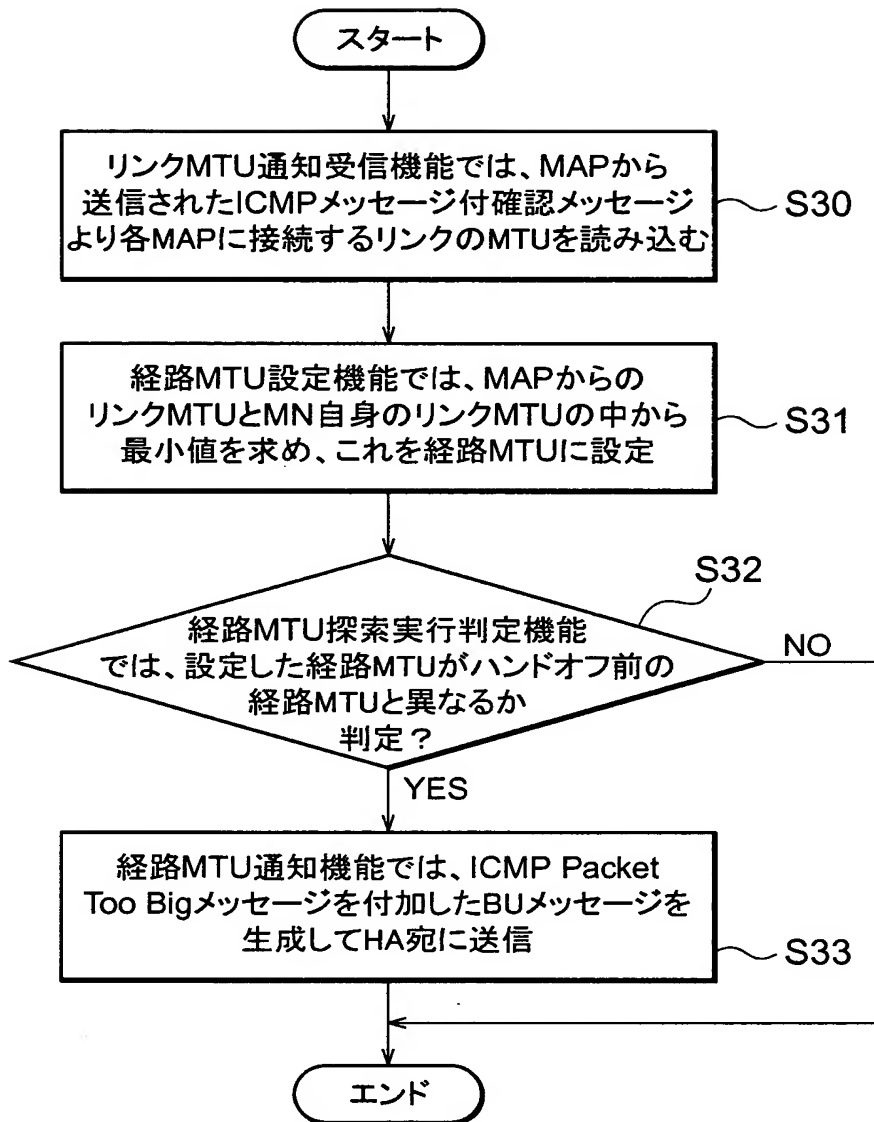 スタート
リンクMTU通知受信機能では、MAPから
送信されたICMPメッセージ付確認メッセージ
より各MAPに接続するリンクのMTUを読み込む
S30
経路MTU設定機能では、MAPからの
リンクMTUとMN自身のリンクMTUの中から
最小値を求め、これを経路MTUに設定
S31
S32
経路MTU探索実行判定機能
では、設定した経路MTUがハンドオフ前の
経路MTUと異なるか
判定？
NO
YES
経路MTU通知機能では、ICMP Packet
Too Bigメッセージを付加したBUメッセージを
生成してHA宛に送信
S33
エンド